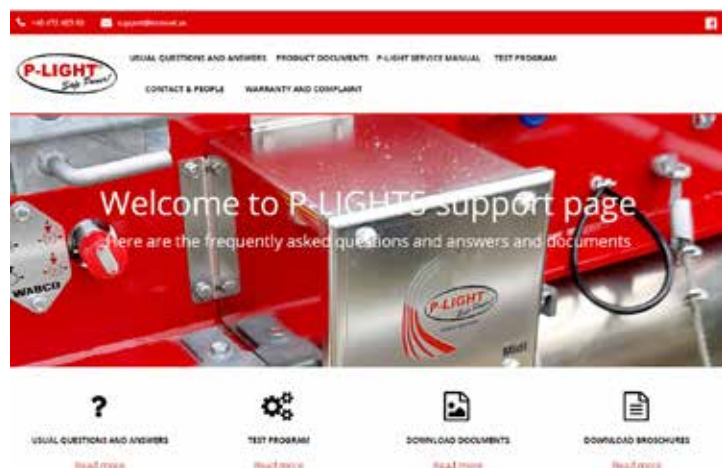 P-LIGHT
Safe Power!
USUAL QUESTIONS AND ANSWERS PRODUCT DOCUMENTS P-LIGHT SERVICE MANUAL TEST PROGRAM
CONTACT & PEOPLE WARRANTY AND COMPLAINT
Welcome to P-LIGHTS support page
Here are the frequently asked questions and answers and documents
WABCO
P-LIGHT
Safe Power!
Midi
?
USUAL QUESTIONS AND ANSWERS TEST PROGRAM DOWNLOAD DOCUMENTS DOWNLOAD BROSCHURES
Read more Read more Read more Read more